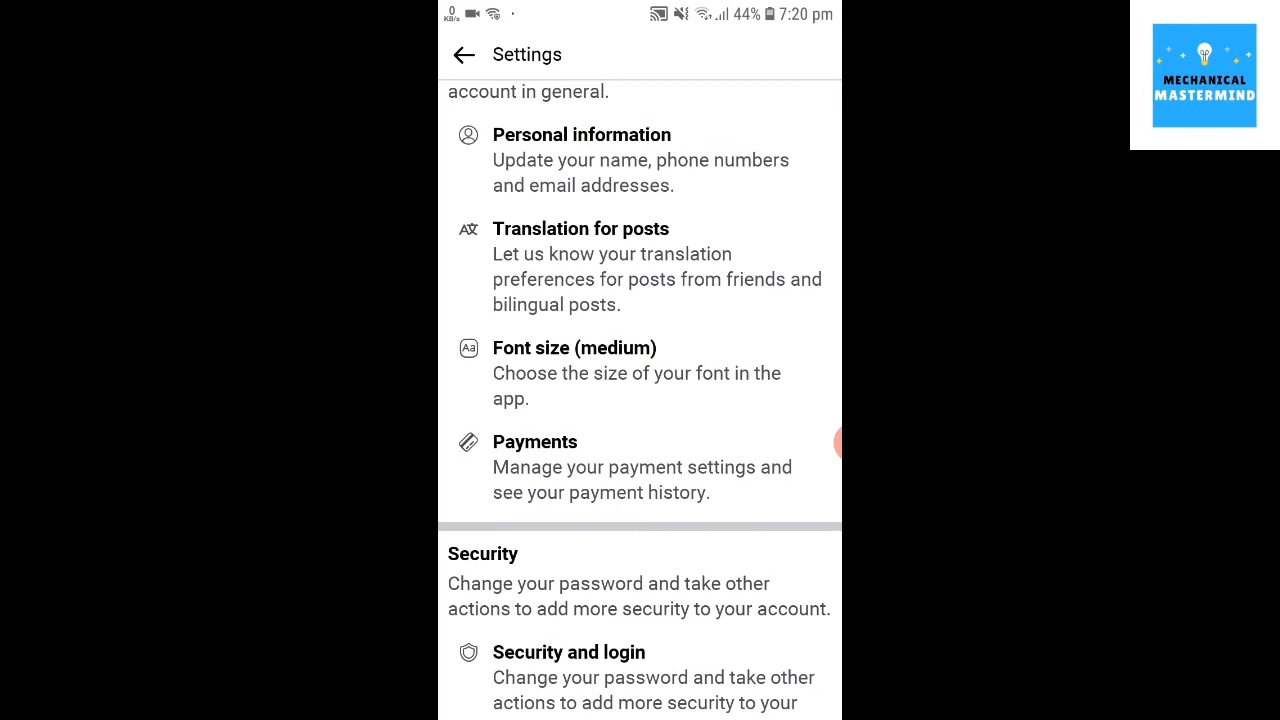 0
KB/s
44% 7:20 pm
Settings
account in general.
Personal information
Update your name, phone numbers
and email addresses.
Translation for posts
Let us know your translation
preferences for posts from friends and
bilingual posts.
Aa Font size (medium)
Choose the size of your font in the
app.
Payments
Manage your payment settings and
see your payment history.
Security
Change your password and take other
actions to add more security to your account.
Security and login
Change your password and take other
actions to add more security to your
MECHANICAL
MASTERMIND